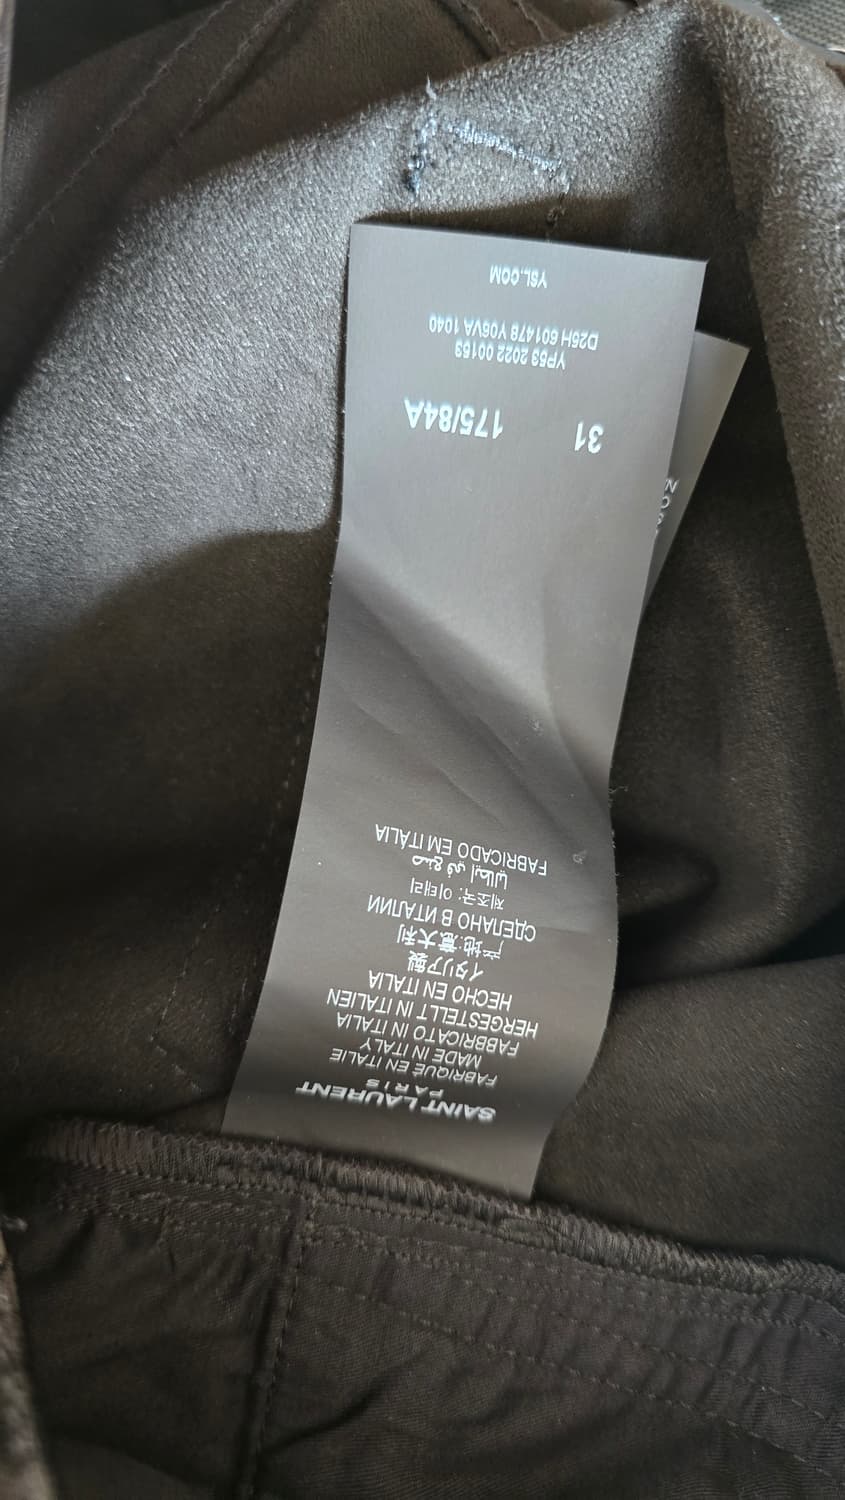 SAINT LAURENT
PARIS
FABRIQUÉ EN ITALIE
MADE IN ITALY
FABBRICATO IN ITALIA
HERGESTELLT IN ITALIEN
HECHO EN ITALIA
イタリア製
产地:意大利
СДЕЛАНО В ИТАЛИИ
제조국: 이태리
صنع في إيطاليا
FABRICADO EM ITÁLIA
31 175/84A
YP53 2022 00153
D25H 601478 Y06VA 1040
YSL.COM